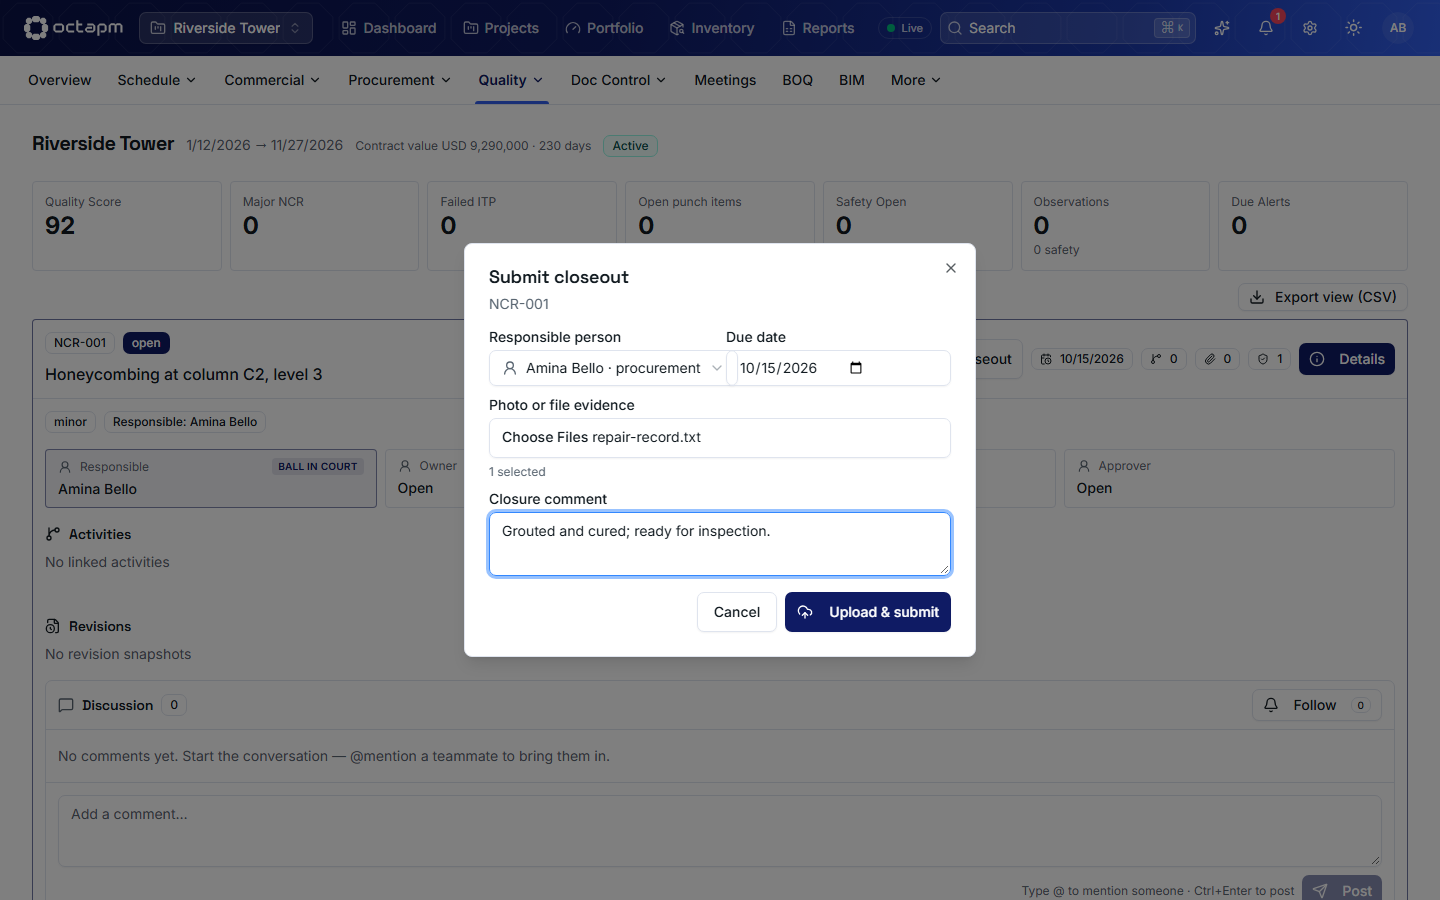 octapm
Riverside Tower
Dashboard
Projects
Portfolio
Inventory
Reports
Live
Search
⌘ K
1
AB
Overview
Schedule
Commercial
Procurement
Quality
Doc Control
Meetings
BOQ
BIM
More
Riverside Tower
1/12/2026 → 11/27/2026
Contract value USD 9,290,000 · 230 days
Active
Quality Score
92
Major NCR
0
Failed ITP
0
Open punch items
0
Safety Open
0
Observations
0
0 safety
Due Alerts
0
Export view (CSV)
NCR-001
open
Honeycombing at column C2, level 3
seout
10/15/2026
0
0
1
Details
minor
Responsible: Amina Bello
Responsible
BALL IN COURT
Amina Bello
Owner
Open
Approver
Open
Activities
No linked activities
Revisions
No revision snapshots
Discussion
0
Follow
0
No comments yet. Start the conversation — @mention a teammate to bring them in.
Add a comment...
Type @ to mention someone · Ctrl+Enter to post
Post
Submit closeout
NCR-001
Responsible person
Due date
Amina Bello · procurement
10/15/2026
Photo or file evidence
Choose Files repair-record.txt
1 selected
Closure comment
Grouted and cured; ready for inspection.
Cancel
Upload & submit